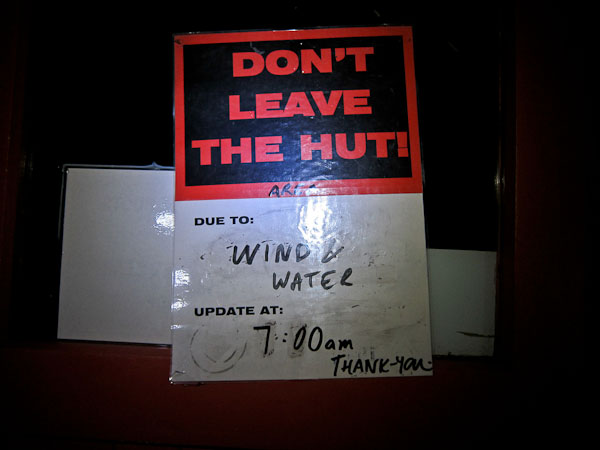 DON'T
LEAVE
THE HUT!
DUE TO:
WIND &
WATER
UPDATE AT:
7:00am
THANK-YOU-